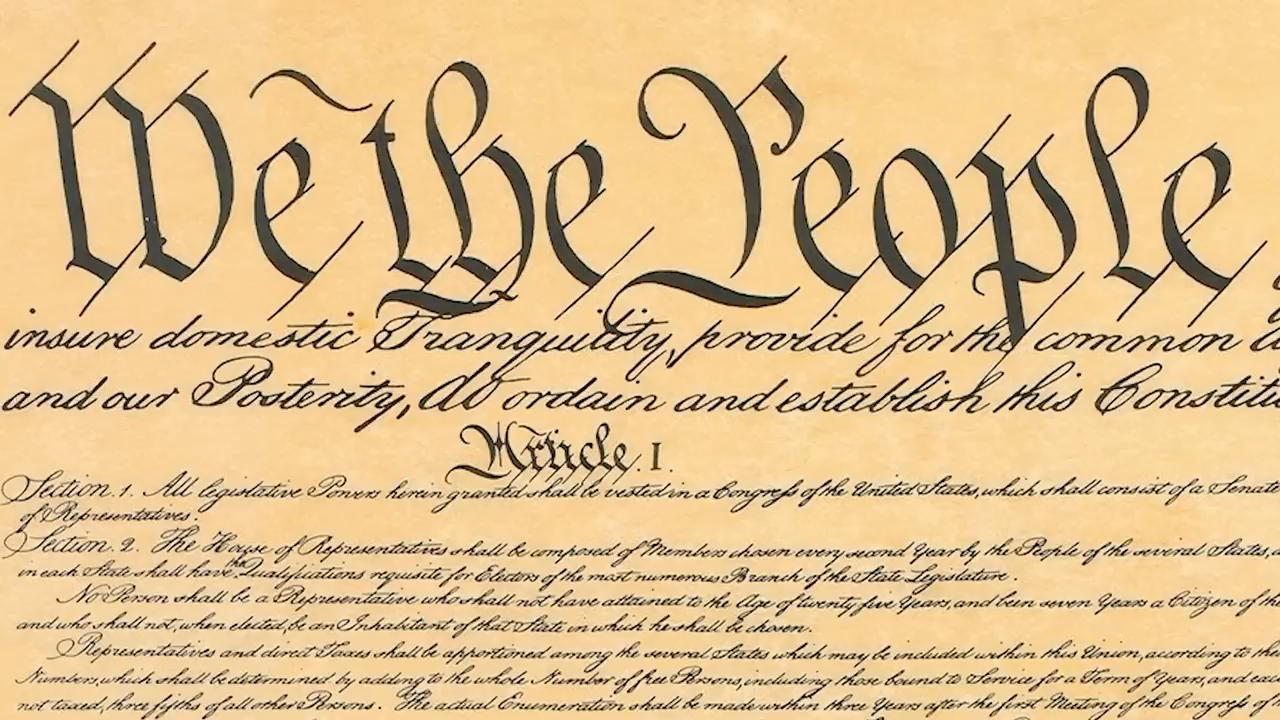 We the People
insure domestic Tranquility, provide for the common
and our Posterity, do ordain and establish this Constitu
Article. I.
Section. 1. All legislative Powers herein granted shall be vested in a Congress of the United States, which shall consist of a Senate
of Representatives.
Section. 2. The House of Representatives shall be composed of Members chosen every second Year by the People of the several States,
in each State shall have the Qualifications requisite for Electors of the most numerous Branch of the State Legislature.
No Person shall be a Representative who shall not have attained to the Age of twenty five Years, and been seven Years a Citizen of th
and who shall not, when elected, be an Inhabitant of that State in which he shall be chosen.
Representatives and direct Taxes shall be apportioned among the several States which may be included within this Union, according to the
Numbers, which shall be determined by adding to the whole Number of free Persons, including those bound to Service for a Term of Years, and exc
not taxed, three fifths of all other Persons. The actual Enumeration shall be made within three Years after the first Meeting of the Congress of